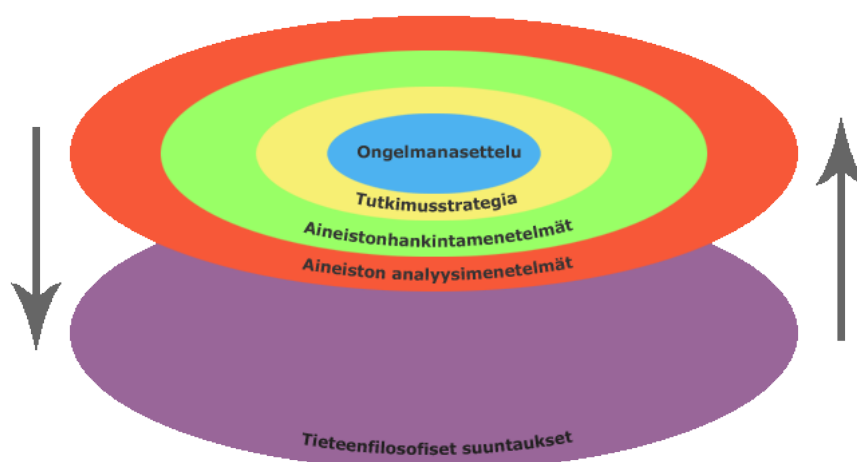 Ongelmanasettelu
Tutkimusstrategia
Aineistonhankintamenetelmät
Aineiston analyysimenetelmät
Tieteenfilosofiset suuntaukset